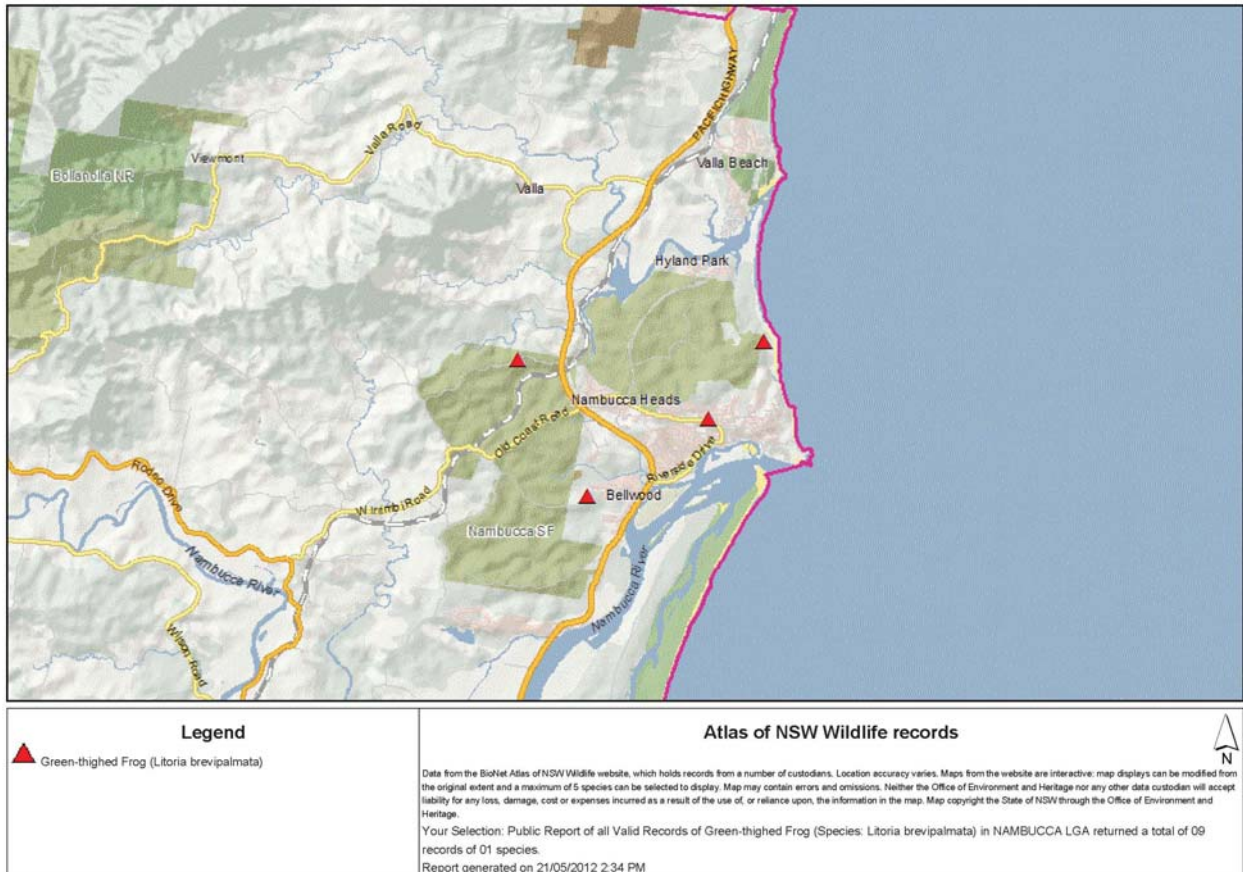 PACIFIC HIGHWAY
Valla Road
Viewmont
Valla Beach
Bollanolla NR
Valla
Hyland Park
Nambucca Heads
Old Coast Road
Riverside Drive
Rodeo Drive
Wirrimbi Road
Bellwood
Nambucca SF
Nambucca River
Nambucca River
Wilson Road
Legend
Green-thighed Frog (Litoria brevipalmata)
Atlas of NSW Wildlife records
N
Data from the BioNet Atlas of NSW Wildlife website, which holds records from a number of custodians. Location accuracy varies. Maps from the website are interactive: map displays can be modified from
the original extent and a maximum of 5 species can be selected to display. Map may contain errors and omissions. Neither the Office of Environment and Heritage nor any other data custodian will accept
liability for any loss, damage, cost or expenses incurred as a result of the use of, or reliance upon, the information in the map. Map copyright the State of NSW through the Office of Environment and
Heritage.
Your Selection: Public Report of all Valid Records of Green-thighed Frog (Species: Litoria brevipalmata) in NAMBUCCA LGA returned a total of 09
records of 01 species.
Report generated on 21/05/2012 2:34 PM